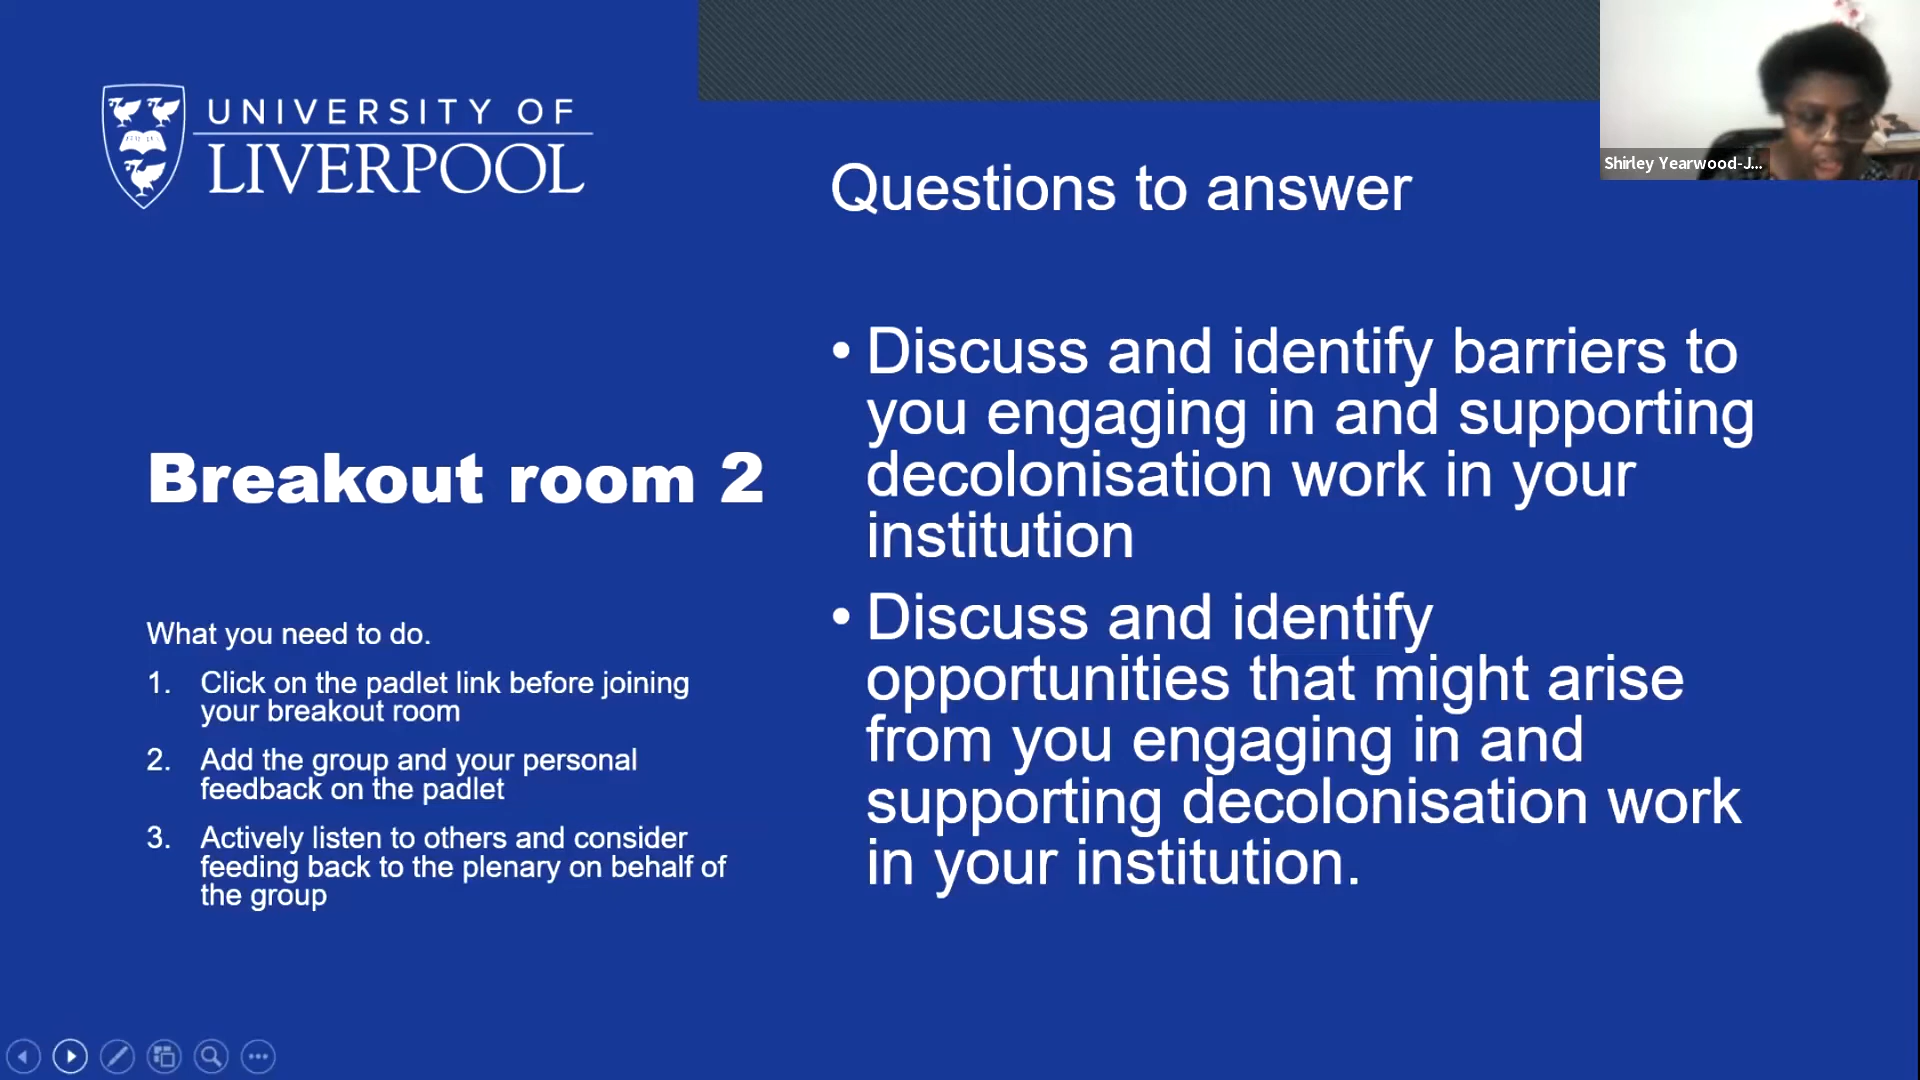 UNIVERSITY OF
LIVERPOOL
Shirley Yearwood-J...
Breakout room 2
What you need to do.
1. Click on the padlet link before joining
your breakout room
2. Add the group and your personal
feedback on the padlet
3. Actively listen to others and consider
feeding back to the plenary on behalf of
the group
Questions to answer
• Discuss and identify barriers to
you engaging in and supporting
decolonisation work in your
institution
• Discuss and identify
opportunities that might arise
from you engaging in and
supporting decolonisation work
in your institution.